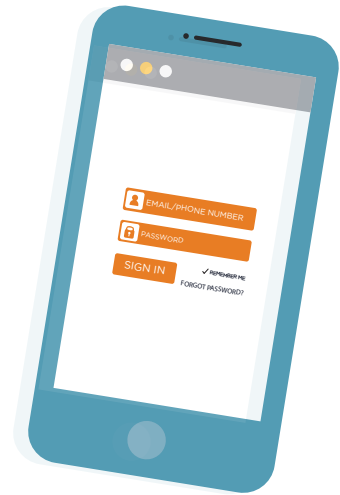 EMAIL/PHONE NUMBER
PASSWORD
SIGN IN
REMEMBER ME
FORGOT PASSWORD?